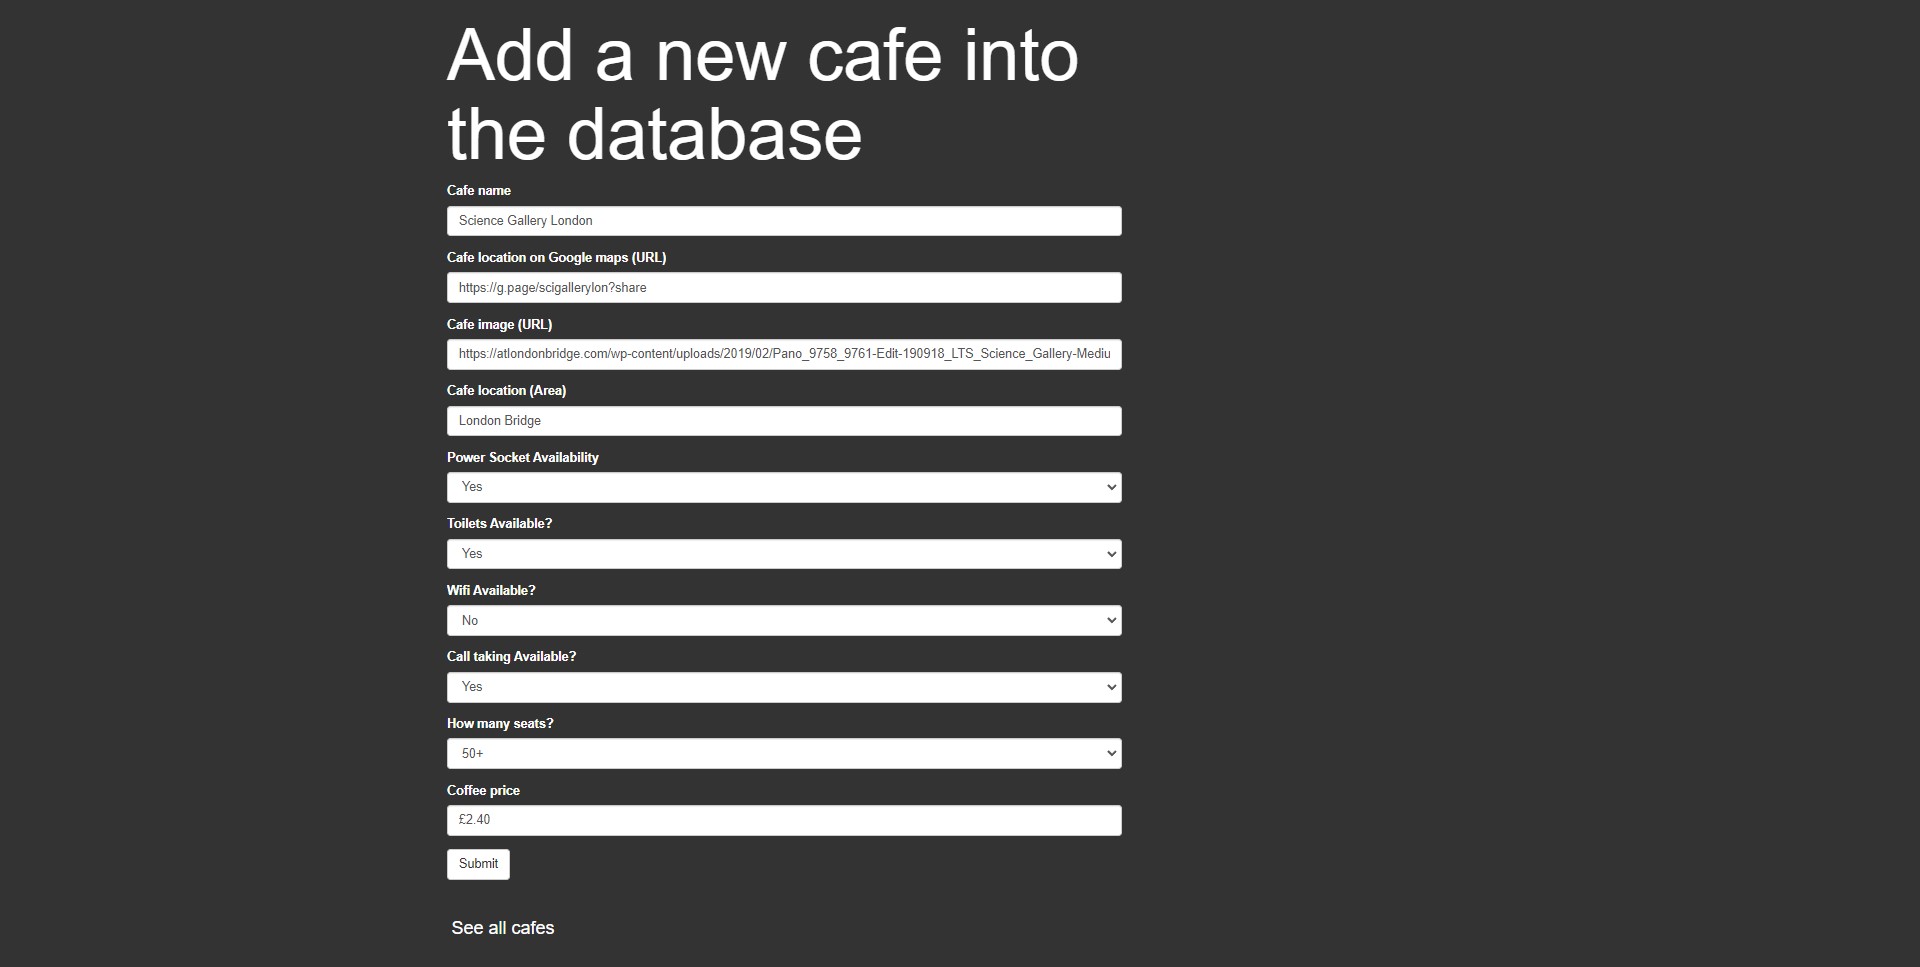 Add a new cafe into
the database
Cafe name
Science Gallery London
Cafe location on Google maps (URL)
https://g.page/scigallerylon?share
Cafe image (URL)
https://atlondonbridge.com/wp-content/uploads/2019/02/Pano_9758_9761-Edit-190918_LTS_Science_Gallery-Mediu
Cafe location (Area)
London Bridge
Power Socket Availability
Yes
Toilets Available?
Yes
Wifi Available?
No
Call taking Available?
Yes
How many seats?
50+
Coffee price
£2.40
Submit
See all cafes